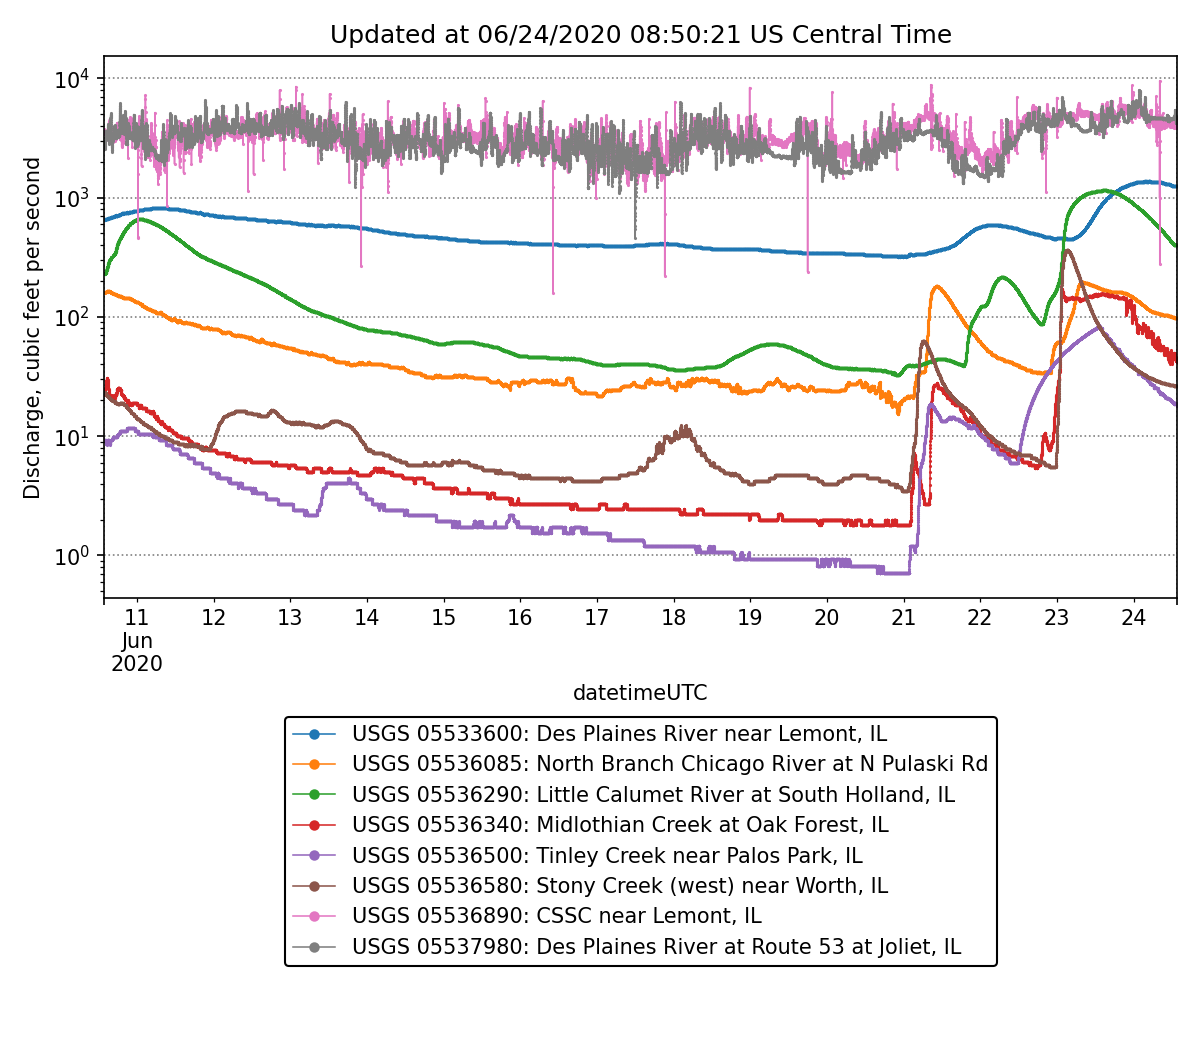 Updated at 06/24/2020 08:50:21 US Central Time
Discharge, cubic feet per second
10⁴
10³
10²
10¹
10⁰
11 12 13 14 15 16 17 18 19 20 21 22 23 24
Jun
2020
datetimeUTC
USGS 05533600: Des Plaines River near Lemont, IL
USGS 05536085: North Branch Chicago River at N Pulaski Rd
USGS 05536290: Little Calumet River at South Holland, IL
USGS 05536340: Midlothian Creek at Oak Forest, IL
USGS 05536500: Tinley Creek near Palos Park, IL
USGS 05536580: Stony Creek (west) near Worth, IL
USGS 05536890: CSSC near Lemont, IL
USGS 05537980: Des Plaines River at Route 53 at Joliet, IL